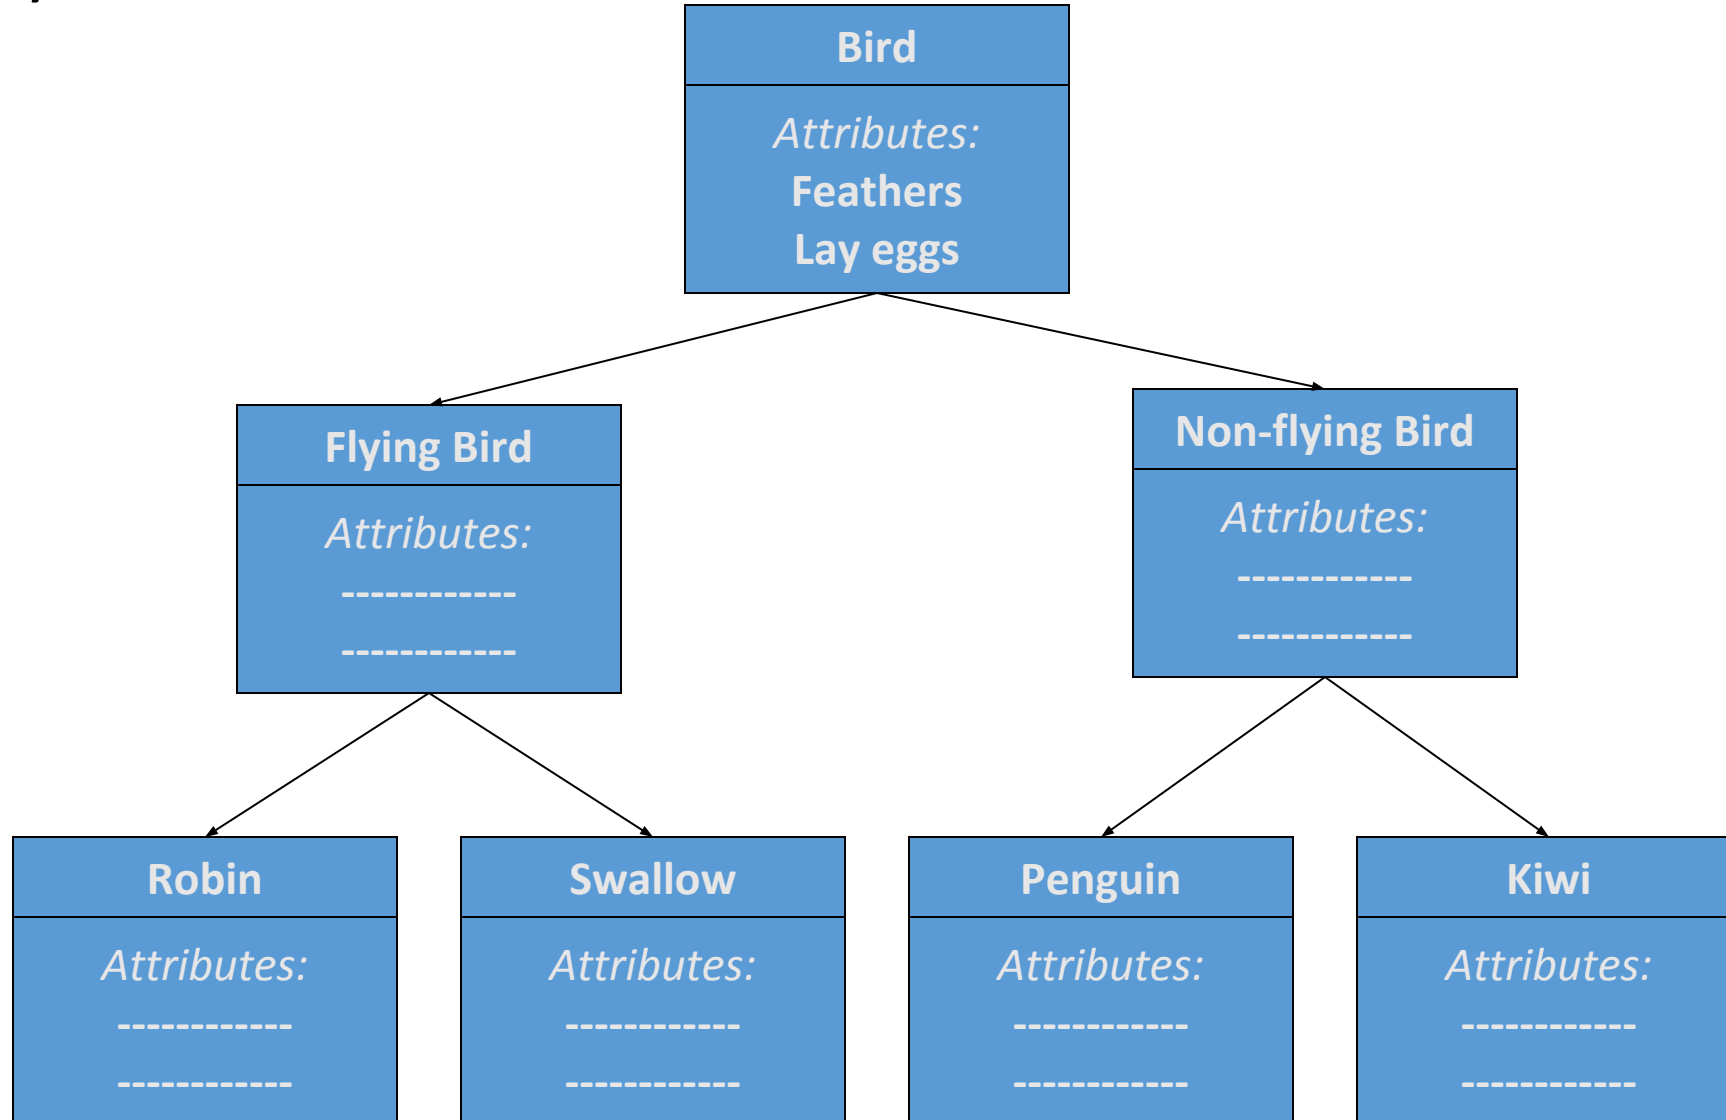 Bird
Attributes:
Feathers
Lay eggs
Flying Bird
Attributes:
------------
------------
Non-flying Bird
Attributes:
------------
------------
Robin
Attributes:
------------
------------
Swallow
Attributes:
------------
------------
Penguin
Attributes:
------------
------------
Kiwi
Attributes:
------------
------------